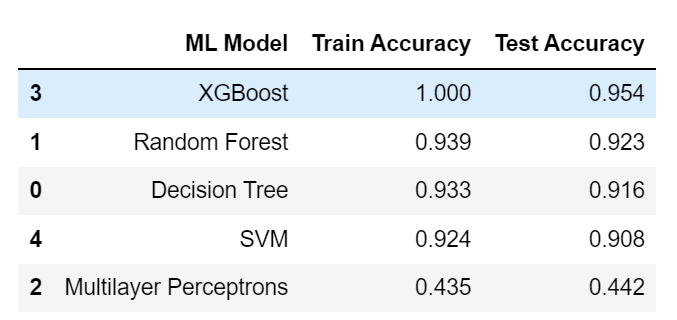 ML Model Train Accuracy Test Accuracy
3 XGBoost 1.000 0.954
1 Random Forest 0.939 0.923
0 Decision Tree 0.933 0.916
4 SVM 0.924 0.908
2 Multilayer Perceptrons 0.435 0.442